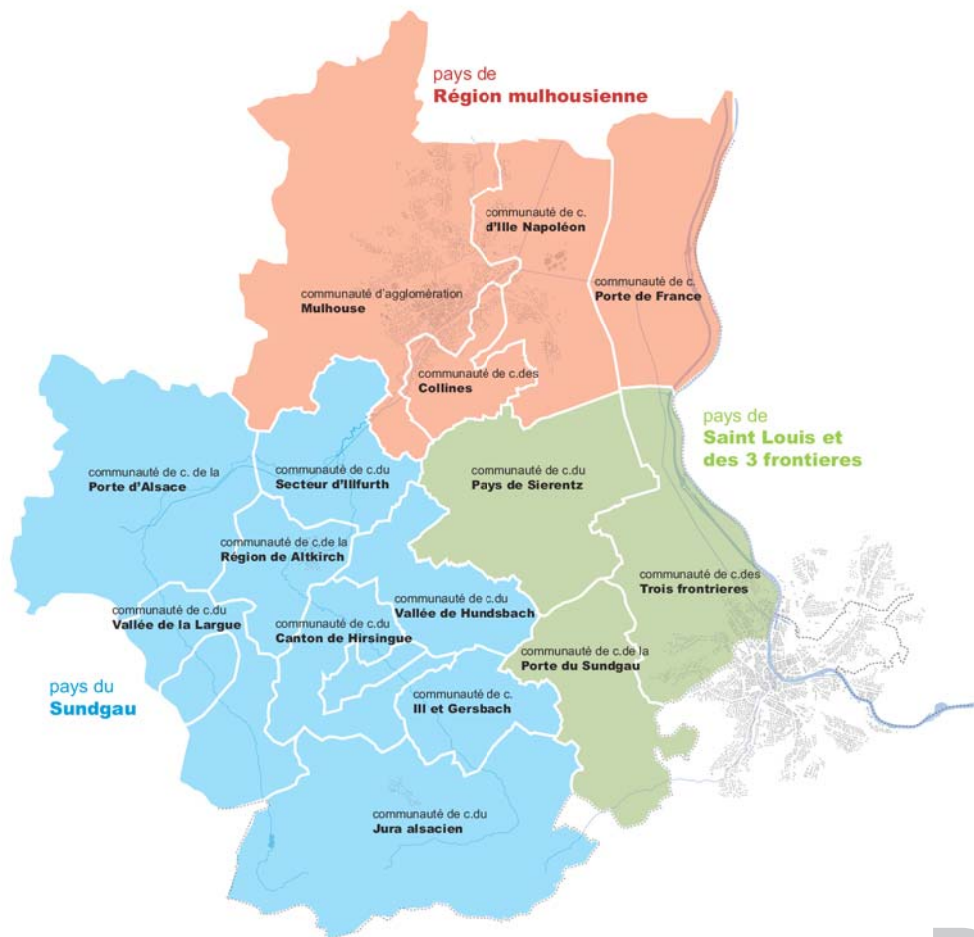 pays de
Région mulhousienne
communauté de c.
d'Ille Napoléon
communauté de c.
Porte de France
communauté d'agglomération
Mulhouse
communauté de c.des
Collines
pays de
Saint Louis et
des 3 frontieres
communauté de c. de la
Porte d'Alsace
communauté de c.du
Secteur d'Illfurth
communauté de c.du
Pays de Sierentz
communauté de c.de la
Région de Altkirch
communauté de c.des
Trois frontrieres
communauté de c.du
Vallée de la Largue
communauté de c.du
Canton de Hirsingue
communauté de c.du
Vallée de Hundsbach
communauté de c.de la
Porte du Sundgau
pays du
Sundgau
communauté de c.
Ill et Gersbach
communauté de c.du
Jura alsacien